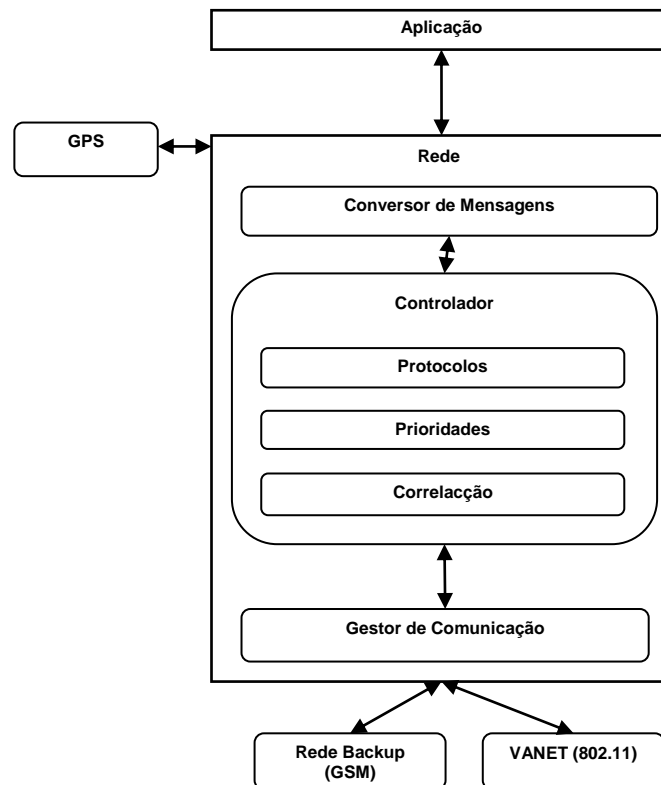 Aplicação
GPS
Rede
Conversor de Mensagens
Controlador
Protocolos
Prioridades
Correlacção
Gestor de Comunicação
Rede Backup
(GSM)
VANET (802.11)